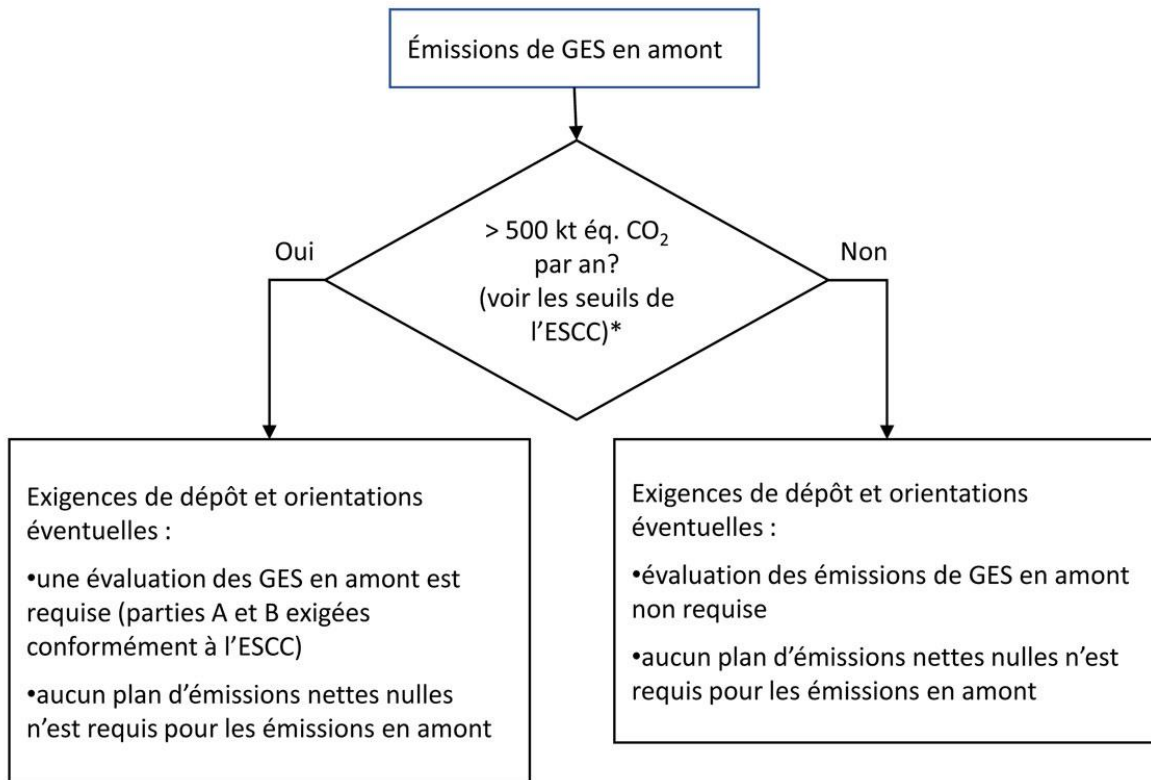 Émissions de GES en amont
> 500 kt éq. CO₂
par an?
(voir les seuils de
l’ESCC)*
Oui
Non
Exigences de dépôt et orientations
éventuelles :
•une évaluation des GES en amont est
requise (parties A et B exigées
conformément à l’ESCC)
•aucun plan d’émissions nettes nulles
n’est requis pour les émissions en amont
Exigences de dépôt et orientations
éventuelles :
•évaluation des émissions de GES en amont
non requise
•aucun plan d’émissions nettes nulles n’est
requis pour les émissions en amont